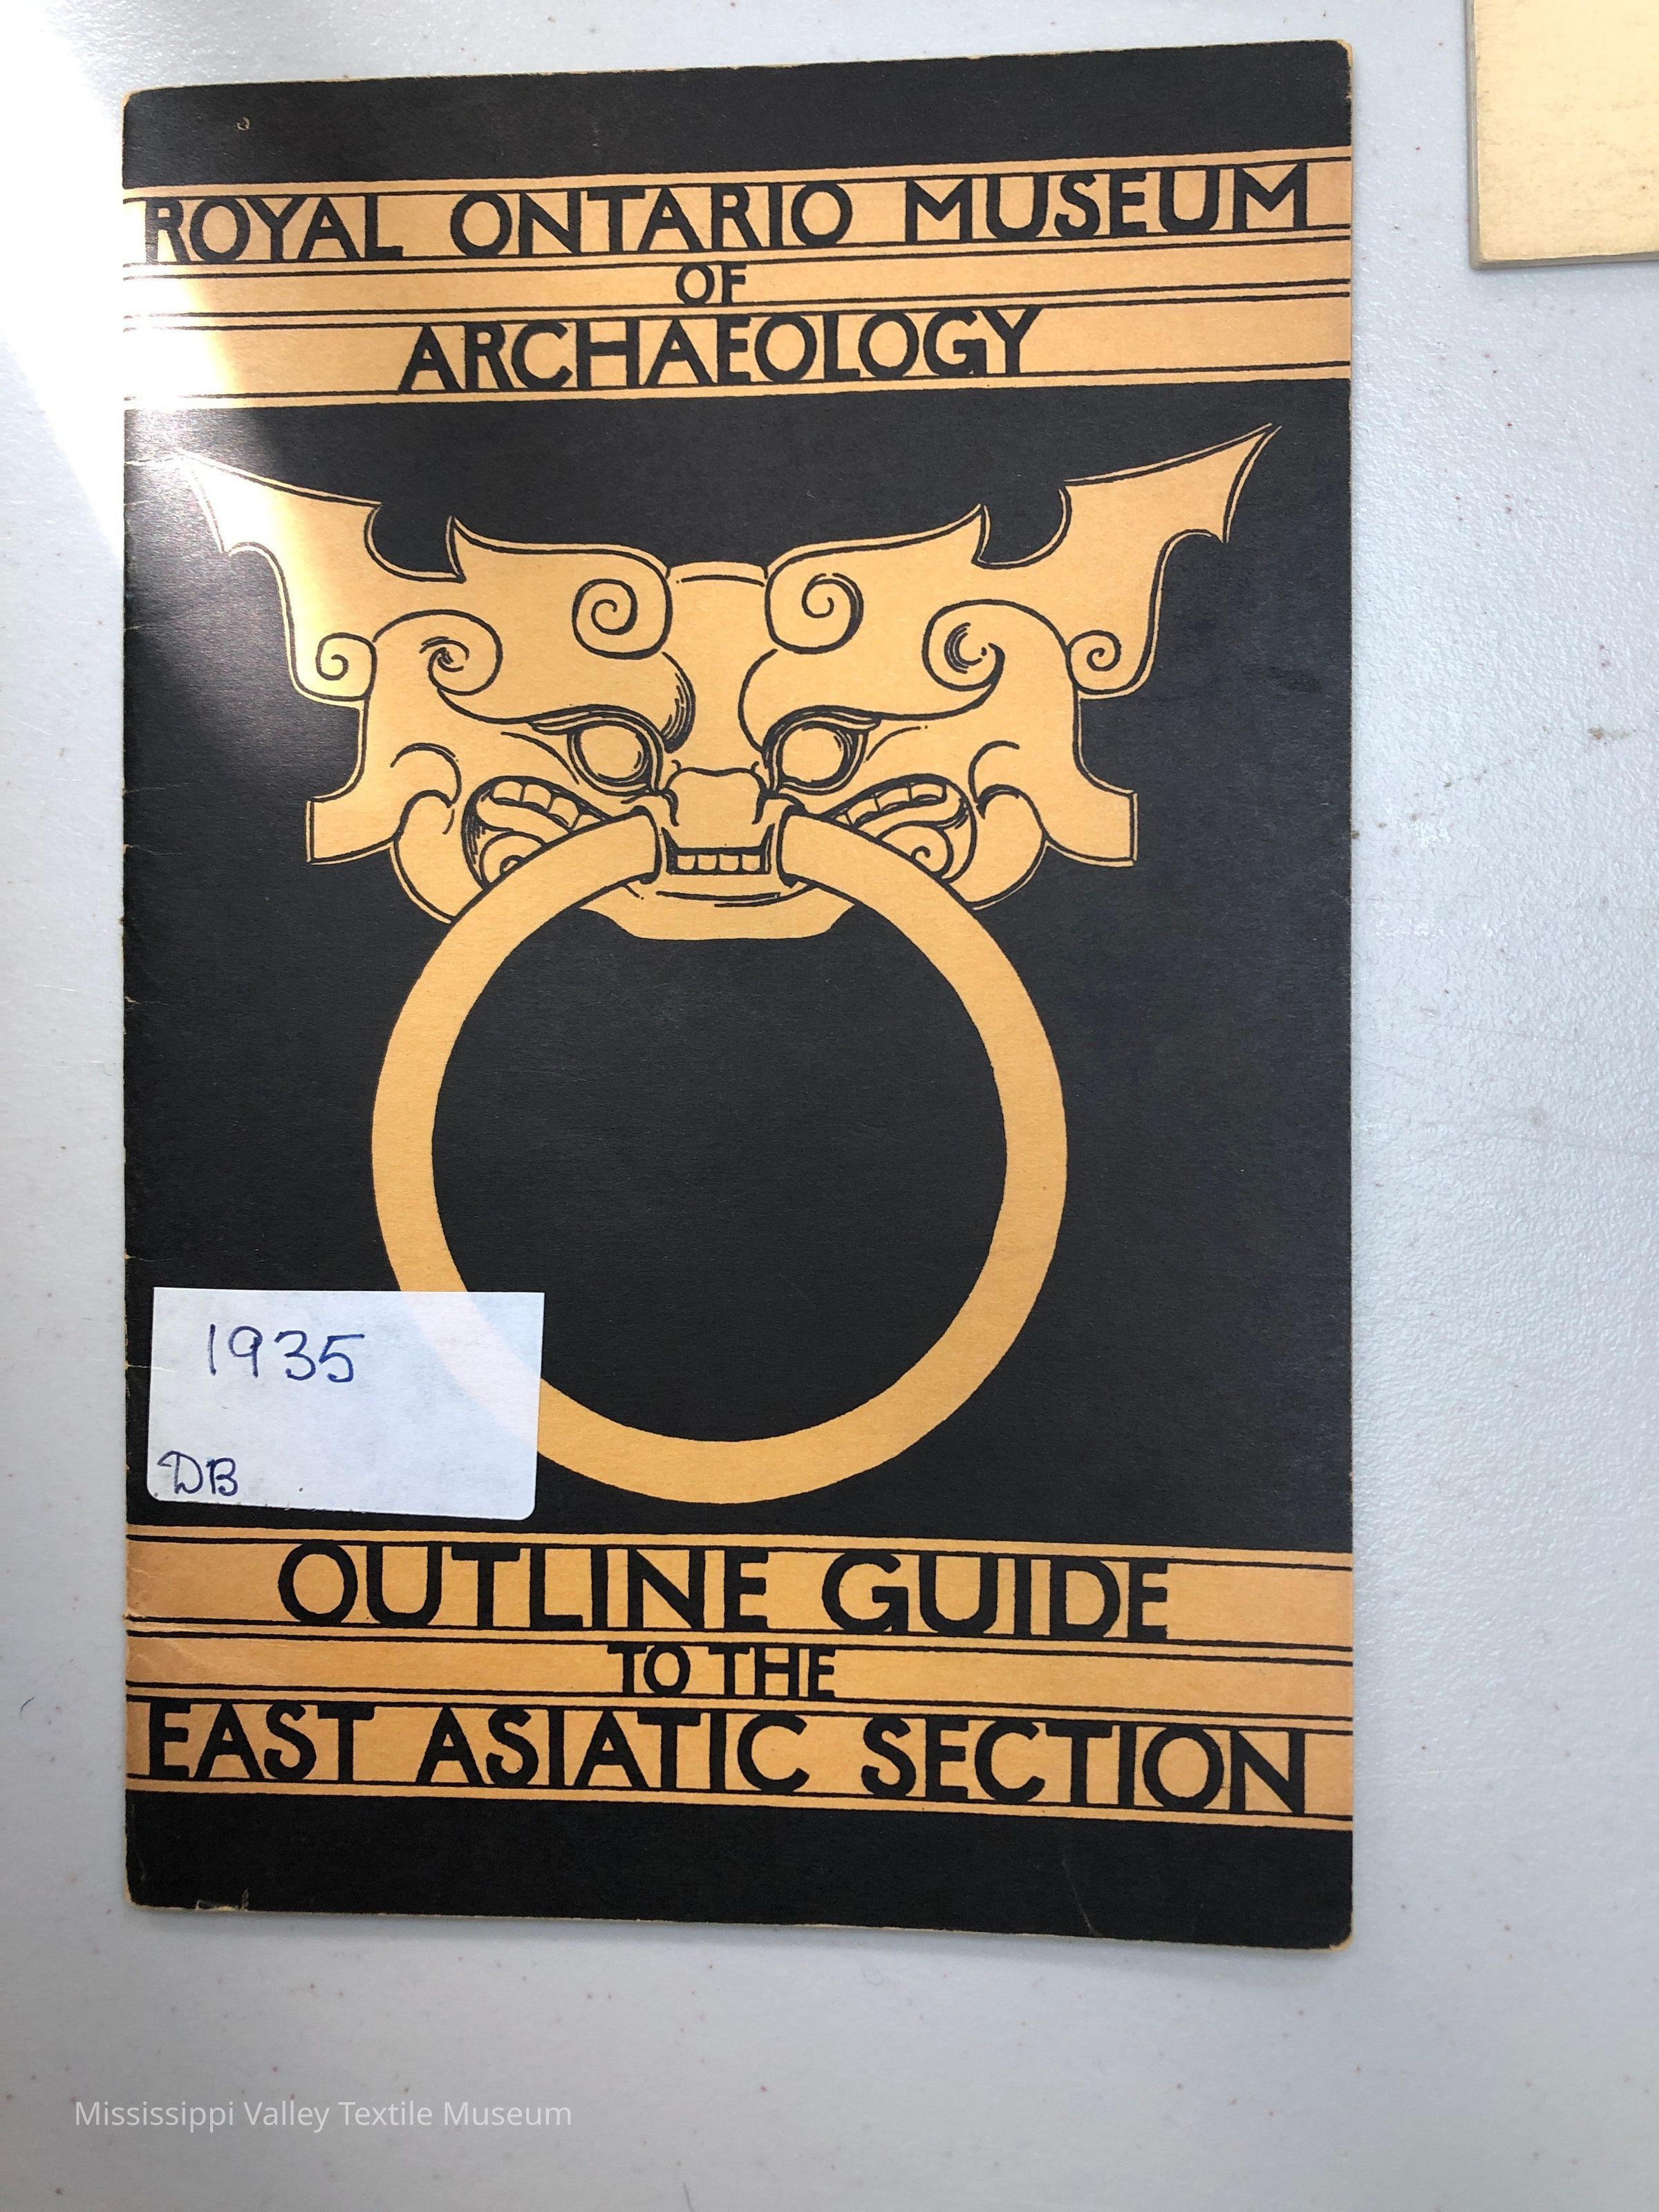 ROYAL ONTARIO MUSEUM
OF
ARCHAEOLOGY
1935
DB
OUTLINE GUIDE
TO THE
EAST ASIATIC SECTION
Mississippi Valley Textile Museum